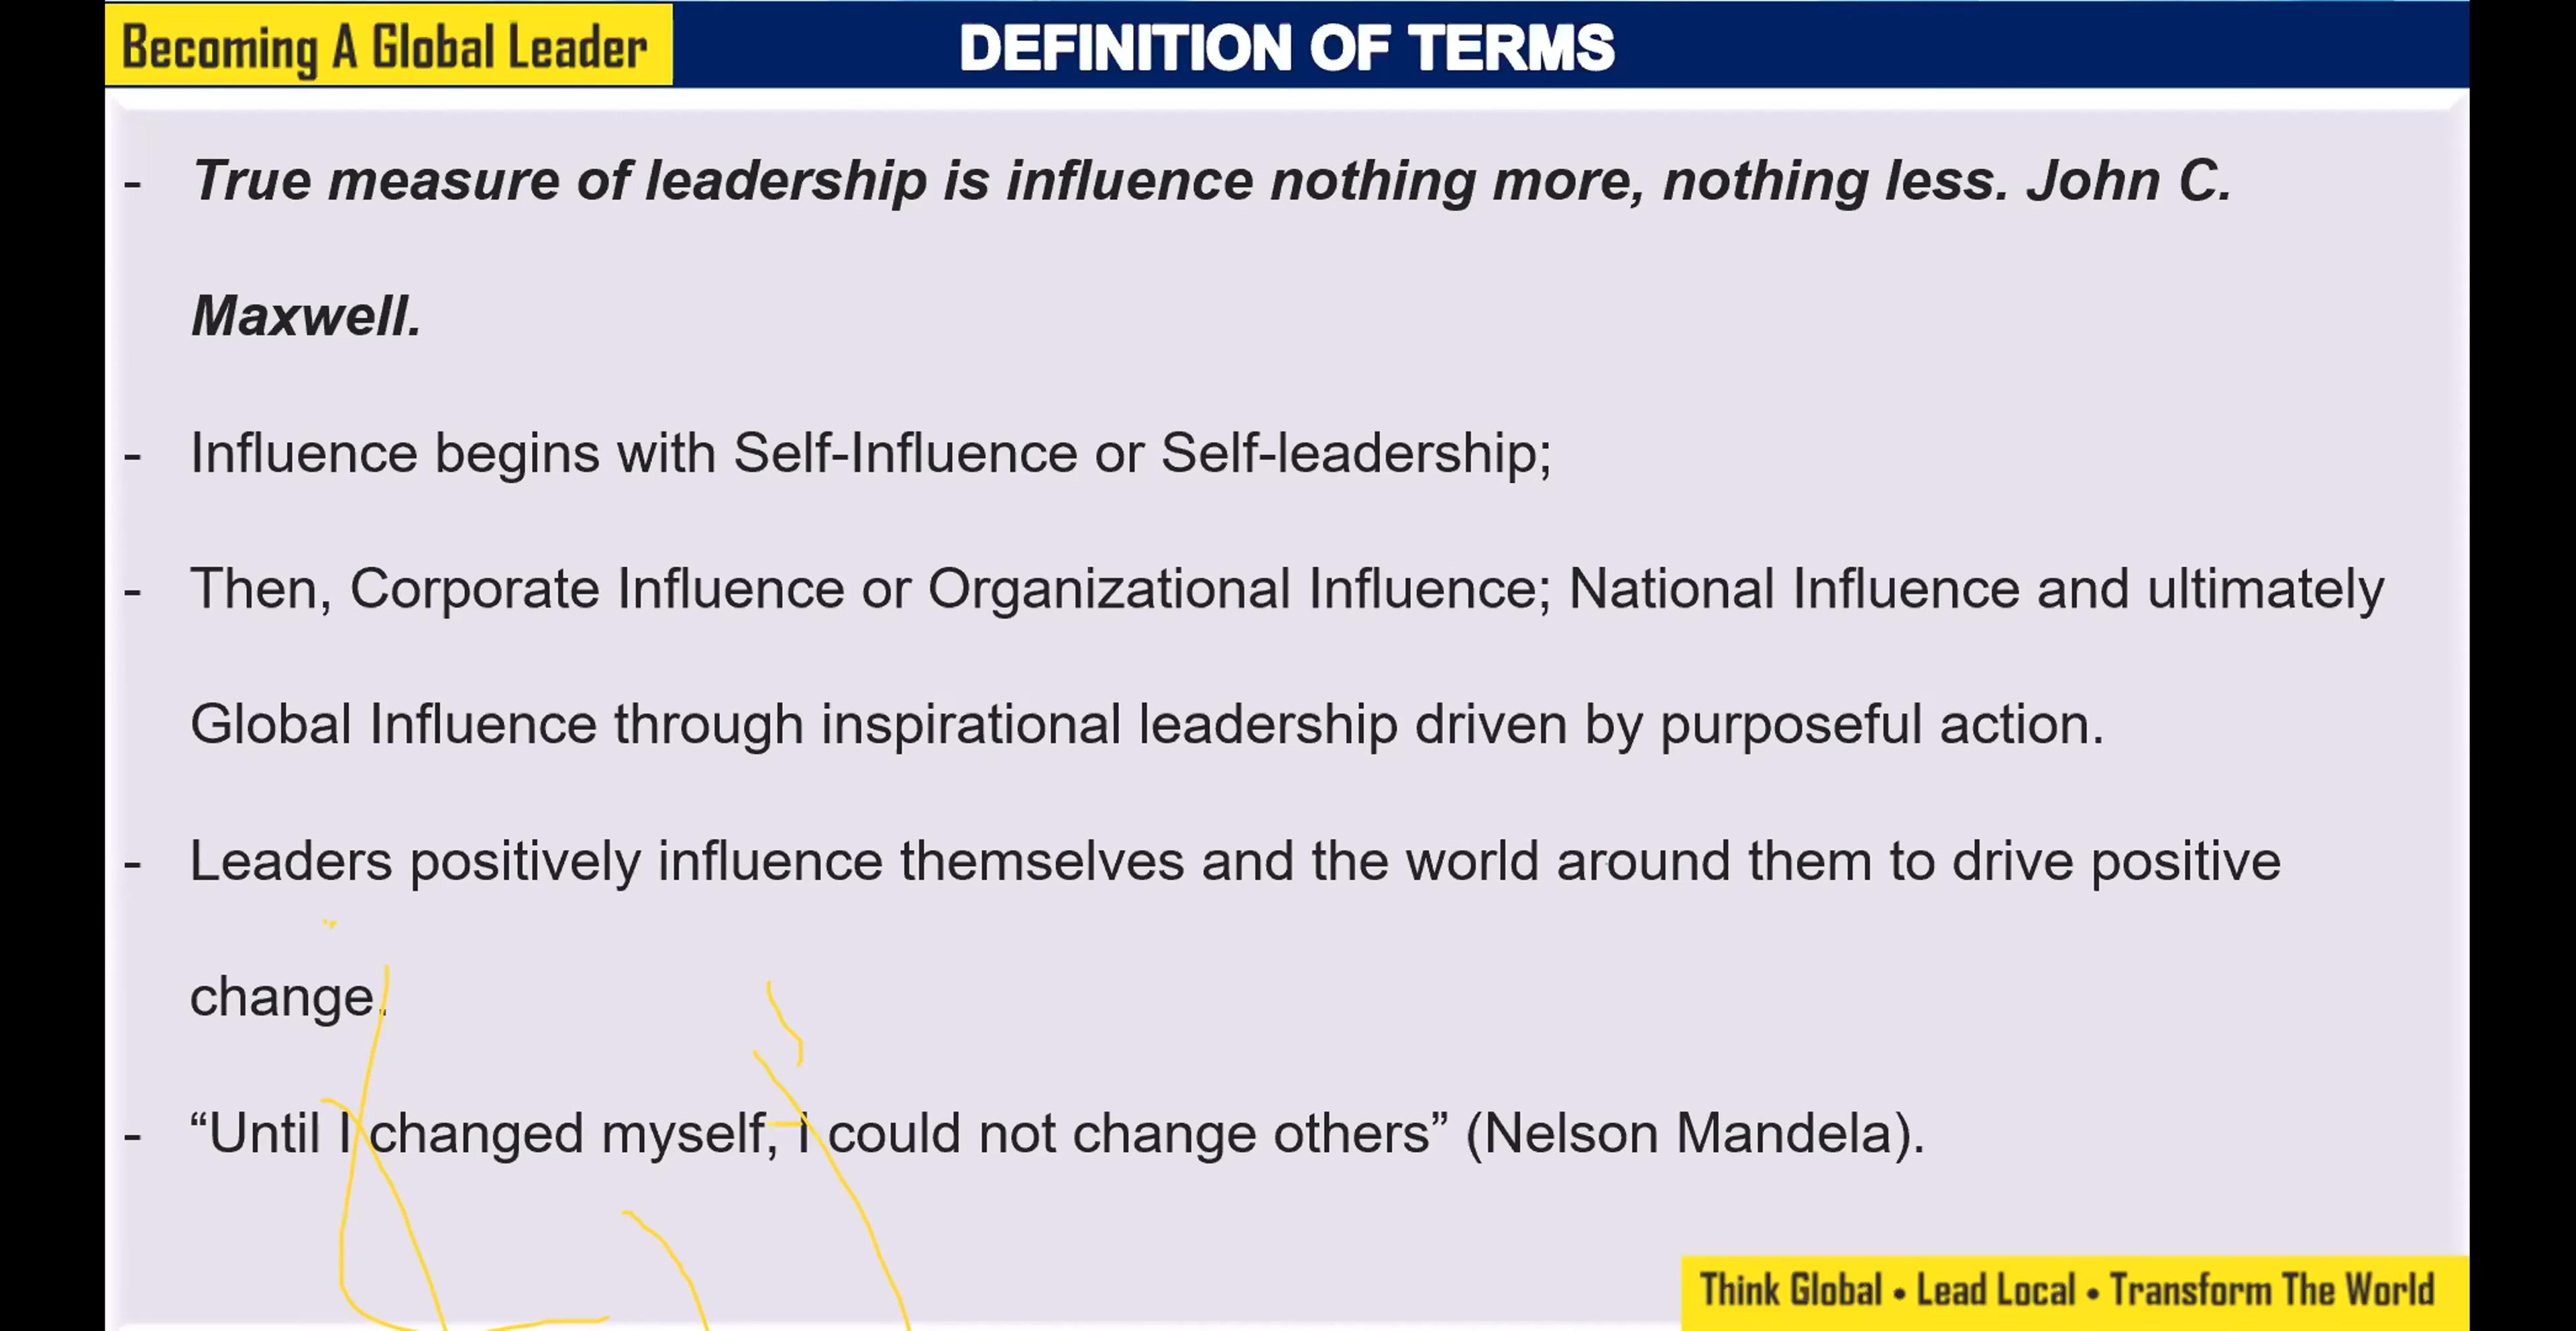 Becoming A Global Leader
DEFINITION OF TERMS
- True measure of leadership is influence nothing more, nothing less. John C.
Maxwell.
- Influence begins with Self-Influence or Self-leadership;
- Then, Corporate Influence or Organizational Influence; National Influence and ultimately
Global Influence through inspirational leadership driven by purposeful action.
- Leaders positively influence themselves and the world around them to drive positive
change.
- “Until I changed myself, I could not change others” (Nelson Mandela).
Think Global • Lead Local • Transform The World